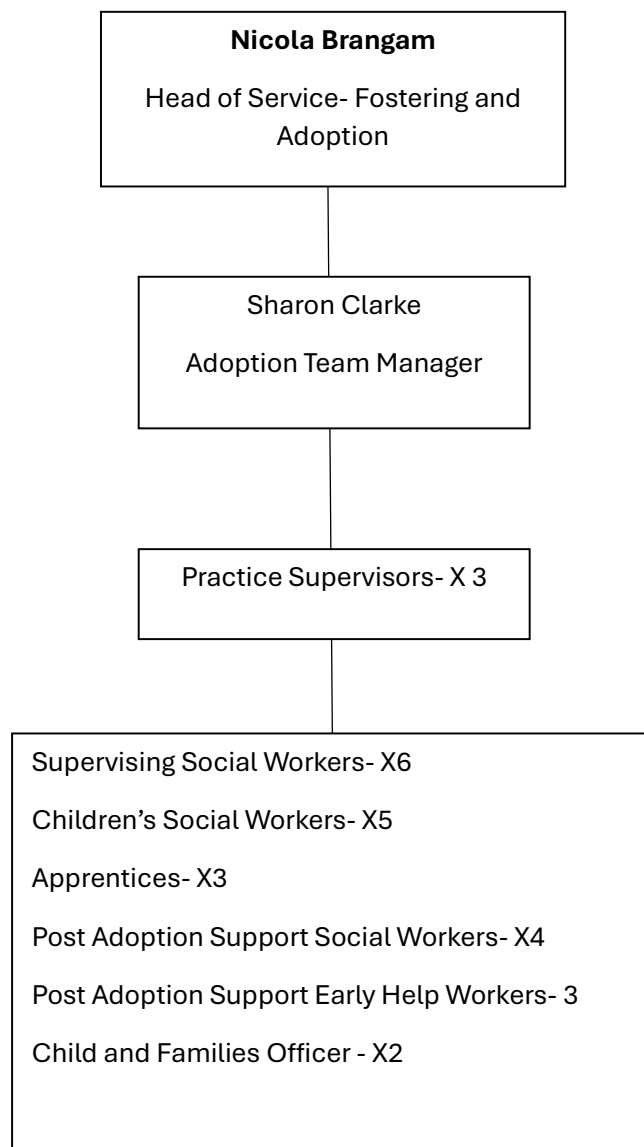 Nicola Brangam
Head of Service- Fostering and
Adoption
Sharon Clarke
Adoption Team Manager
Practice Supervisors- X 3
Supervising Social Workers- X6
Children’s Social Workers- X5
Apprentices- X3
Post Adoption Support Social Workers- X4
Post Adoption Support Early Help Workers- 3
Child and Families Officer - X2